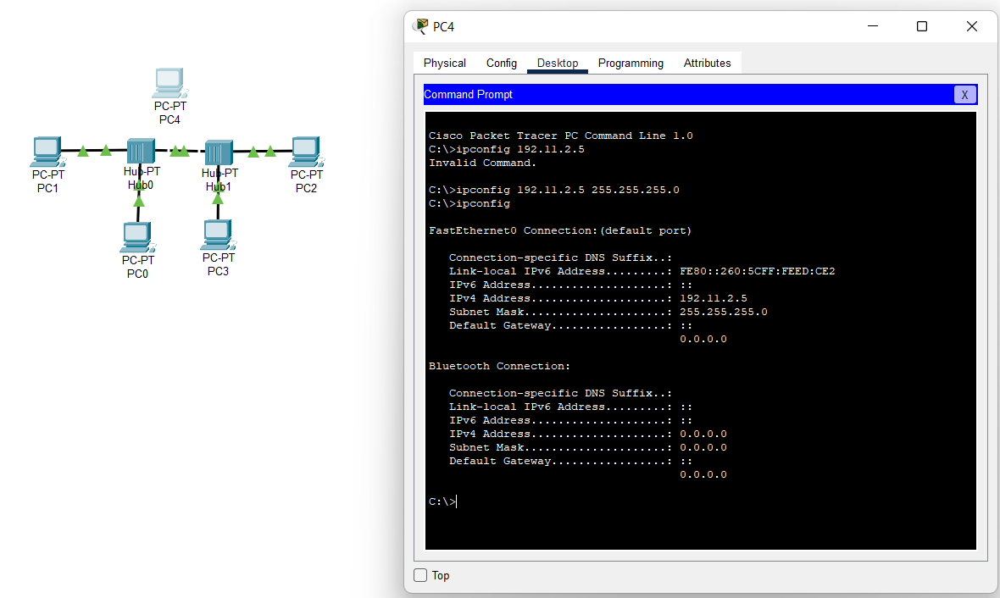 PC4
Physical Config Desktop Programming Attributes
Command Prompt X
Cisco Packet Tracer PC Command Line 1.0
C:\>ipconfig 192.11.2.5
Invalid Command.
C:\>ipconfig 192.11.2.5 255.255.255.0
C:\>ipconfig
FastEthernet0 Connection:(default port)
Connection-specific DNS Suffix..:
Link-local IPv6 Address.........: FE80::260:5CFF:FEED:CE2
IPv6 Address....................: ::
IPv4 Address....................: 192.11.2.5
Subnet Mask.....................: 255.255.255.0
Default Gateway.................: ::
0.0.0.0
Bluetooth Connection:
Connection-specific DNS Suffix..:
Link-local IPv6 Address.........: ::
IPv6 Address....................: ::
IPv4 Address....................: 0.0.0.0
Subnet Mask.....................: 0.0.0.0
Default Gateway.................: ::
0.0.0.0
C:\>
Top
PC-PT
PC4
PC-PT
PC1
Hub-PT
Hub0
Hub-PT
Hub1
PC-PT
PC2
PC-PT
PC0
PC-PT
PC3